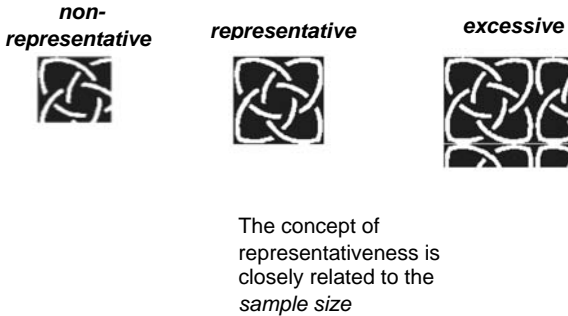 non-
representative
representative
excessive
The concept of
representativeness is
closely related to the
sample size